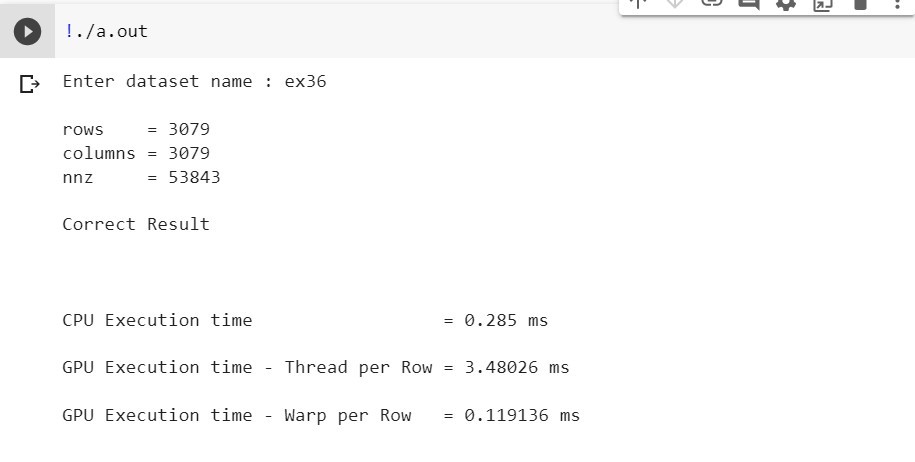 !./a.out
Enter dataset name : ex36
rows    = 3079
columns = 3079
nnz     = 53843
Correct Result
CPU Execution time                  = 0.285 ms
GPU Execution time - Thread per Row = 3.48026 ms
GPU Execution time - Warp per Row   = 0.119136 ms